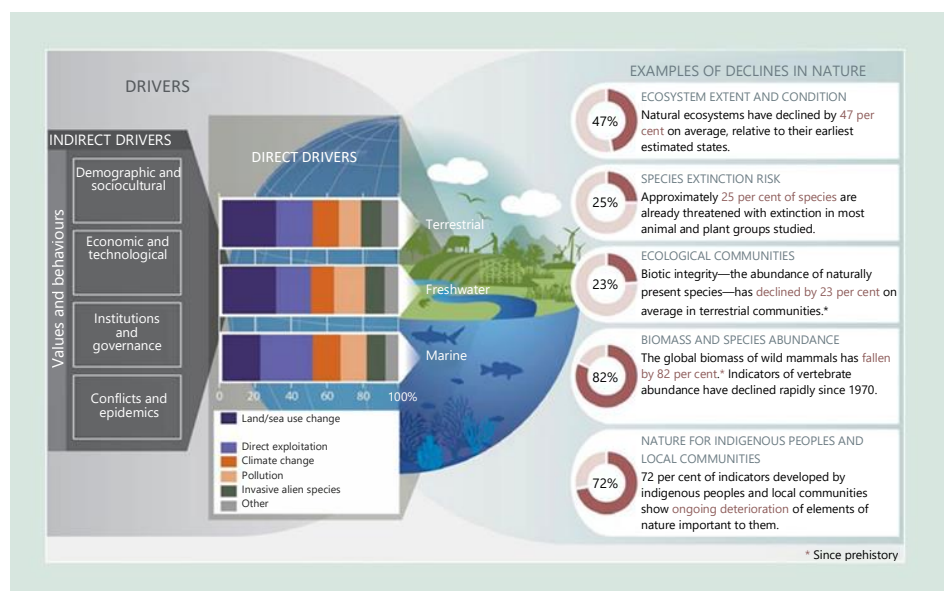 DRIVERS
INDIRECT DRIVERS
Values and behaviours
Demographic and
sociocultural
Economic and
technological
Institutions
and
governance
Conflicts and
epidemics
DIRECT DRIVERS
Terrestrial
Freshwater
Marine
0 20 40 60 80 100%
Land/sea use change
Direct exploitation
Climate change
Pollution
Invasive alien species
Other
EXAMPLES OF DECLINES IN NATURE
47%
ECOSYSTEM EXTENT AND CONDITION
Natural ecosystems have declined by 47 per
cent on average, relative to their earliest
estimated states.
25%
SPECIES EXTINCTION RISK
Approximately 25 per cent of species are
already threatened with extinction in most
animal and plant groups studied.
23%
ECOLOGICAL COMMUNITIES
Biotic integrity—the abundance of naturally
present species—has declined by 23 per cent on
average in terrestrial communities.*
82%
BIOMASS AND SPECIES ABUNDANCE
The global biomass of wild mammals has fallen
by 82 per cent.* Indicators of vertebrate
abundance have declined rapidly since 1970.
72%
NATURE FOR INDIGENOUS PEOPLES AND
LOCAL COMMUNITIES
72 per cent of indicators developed by
indigenous peoples and local communities
show ongoing deterioration of elements of
nature important to them.
* Since prehistory